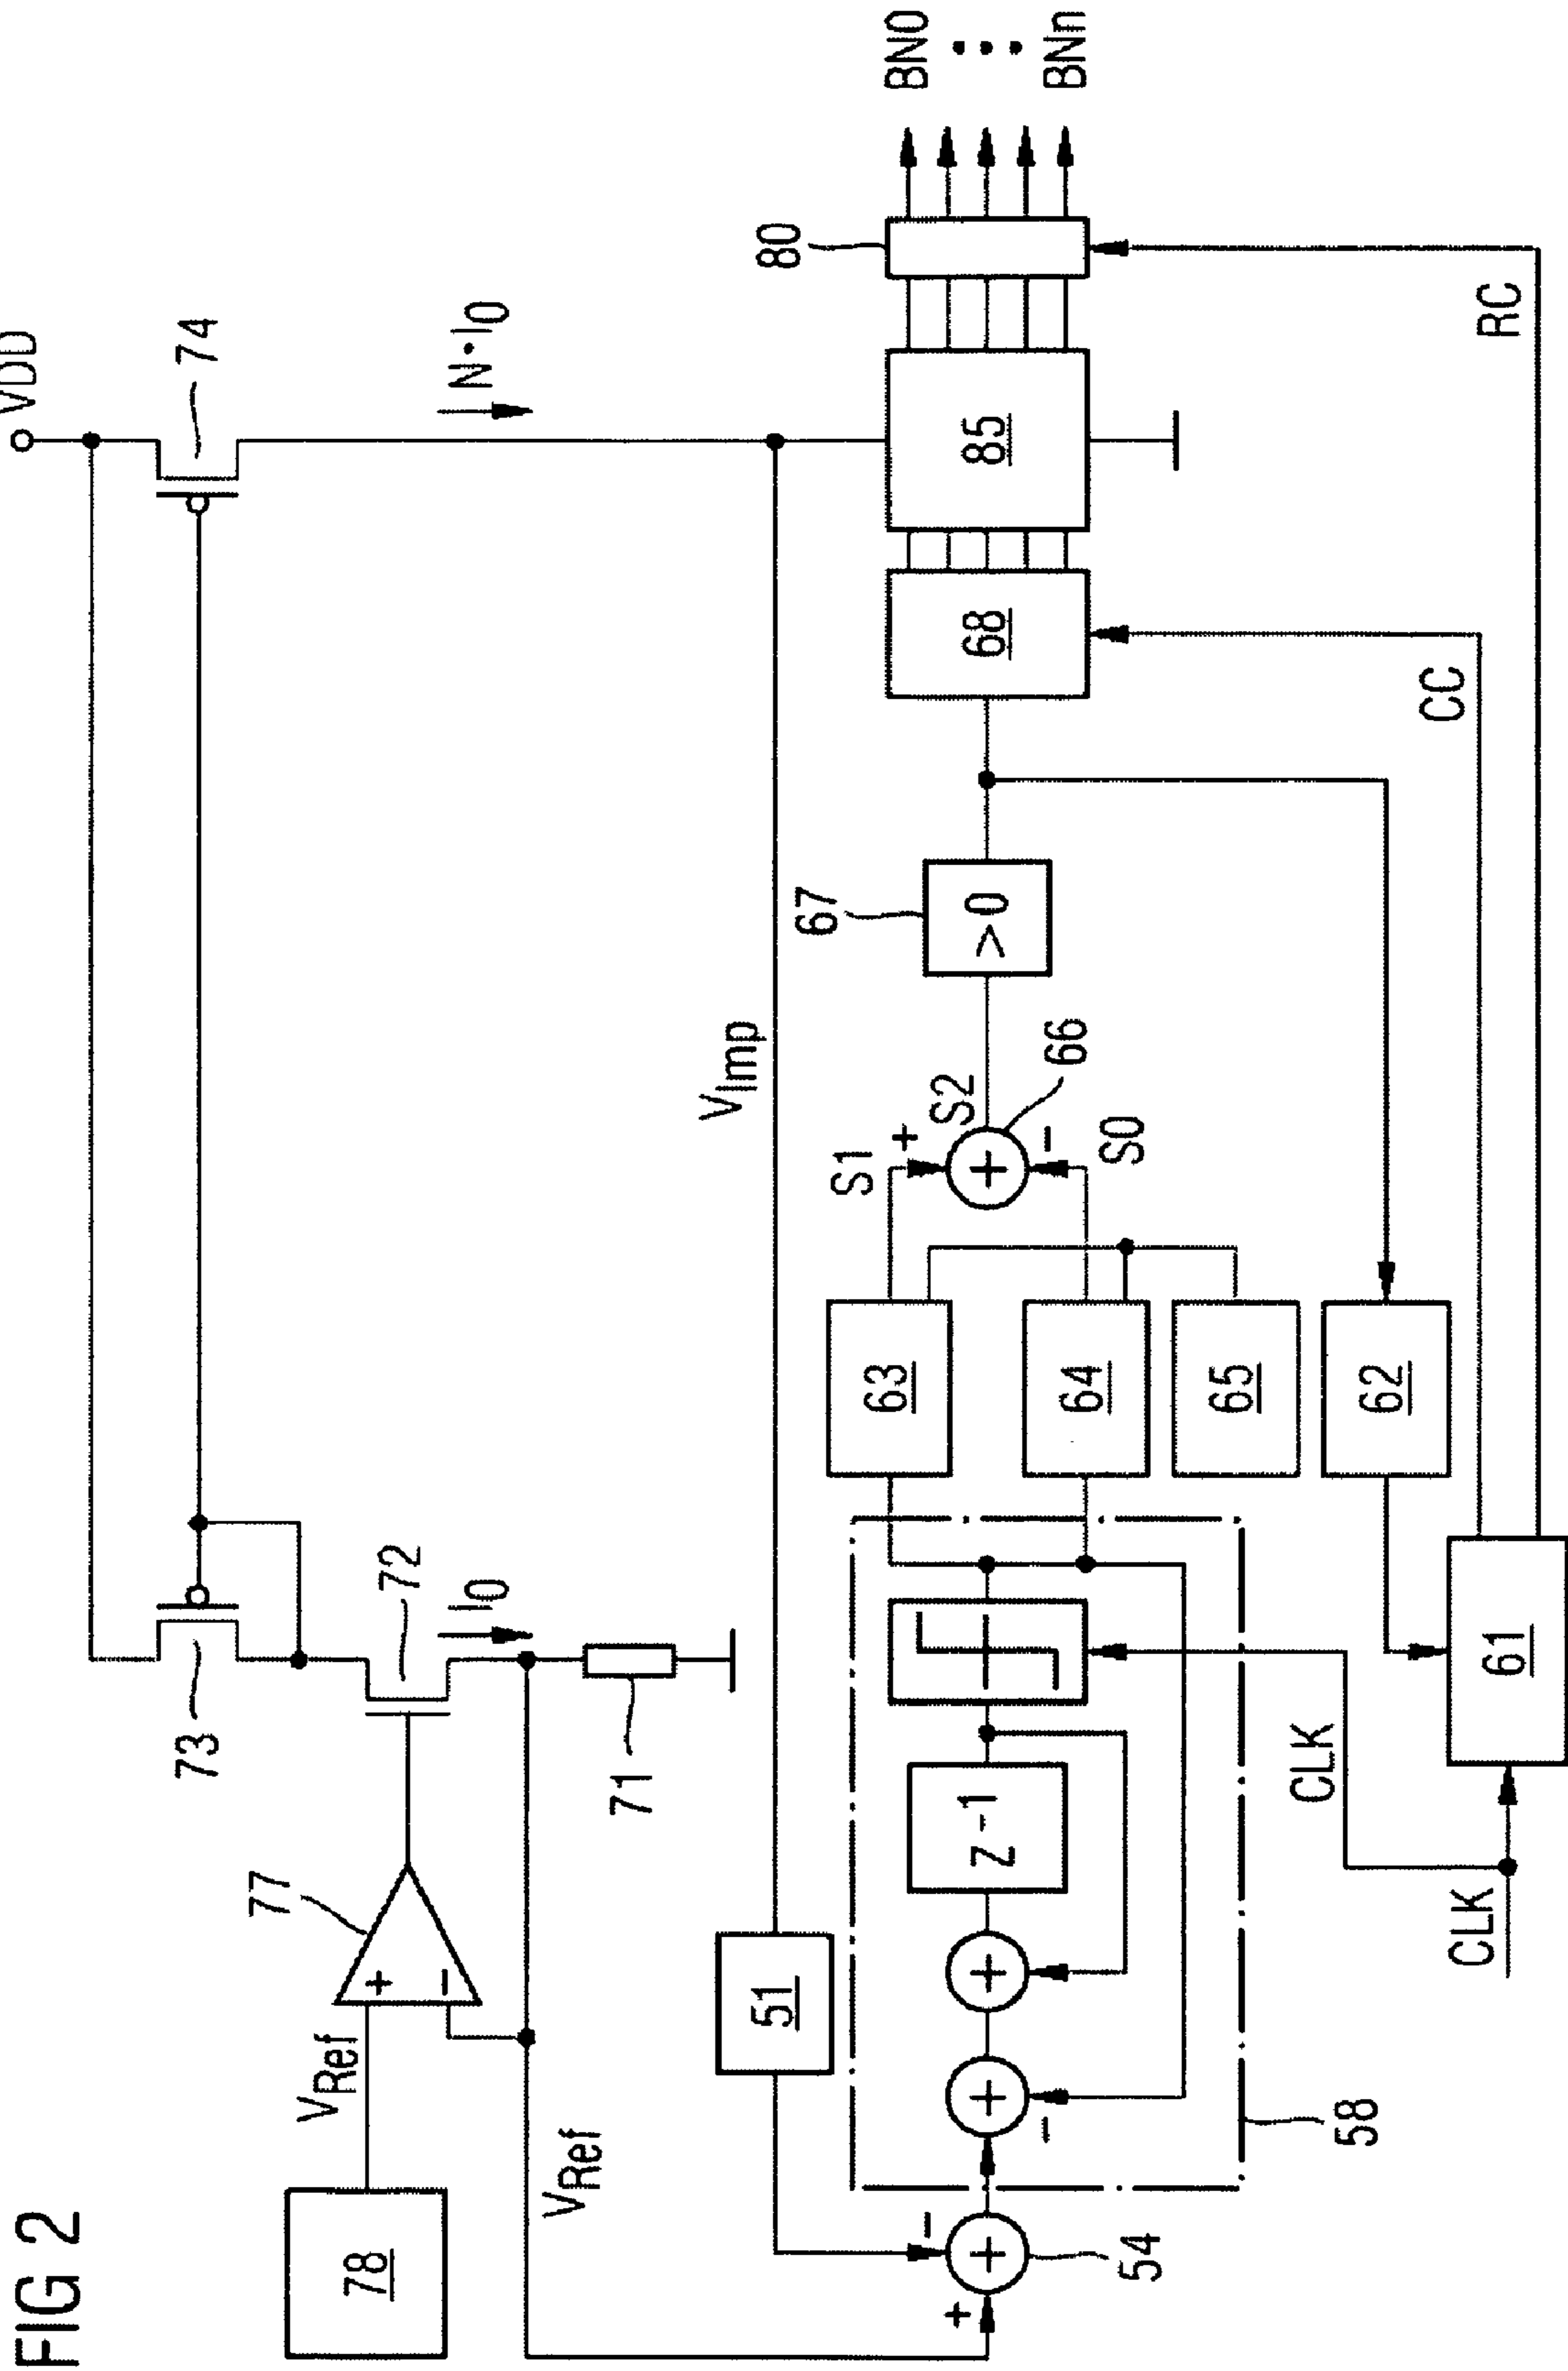 FIG 2
VDD
73
74
77
72
I0
N·I0
78
VRef
+
-
VRef
71
51
VImp
80
BN0
BNn
54
+
-
58
-
+
+
+
Z-1
63
64
65
62
61
S1
+
S2
+
-
S0
66
67
>0
68
85
CLK
CLK
CC
RC